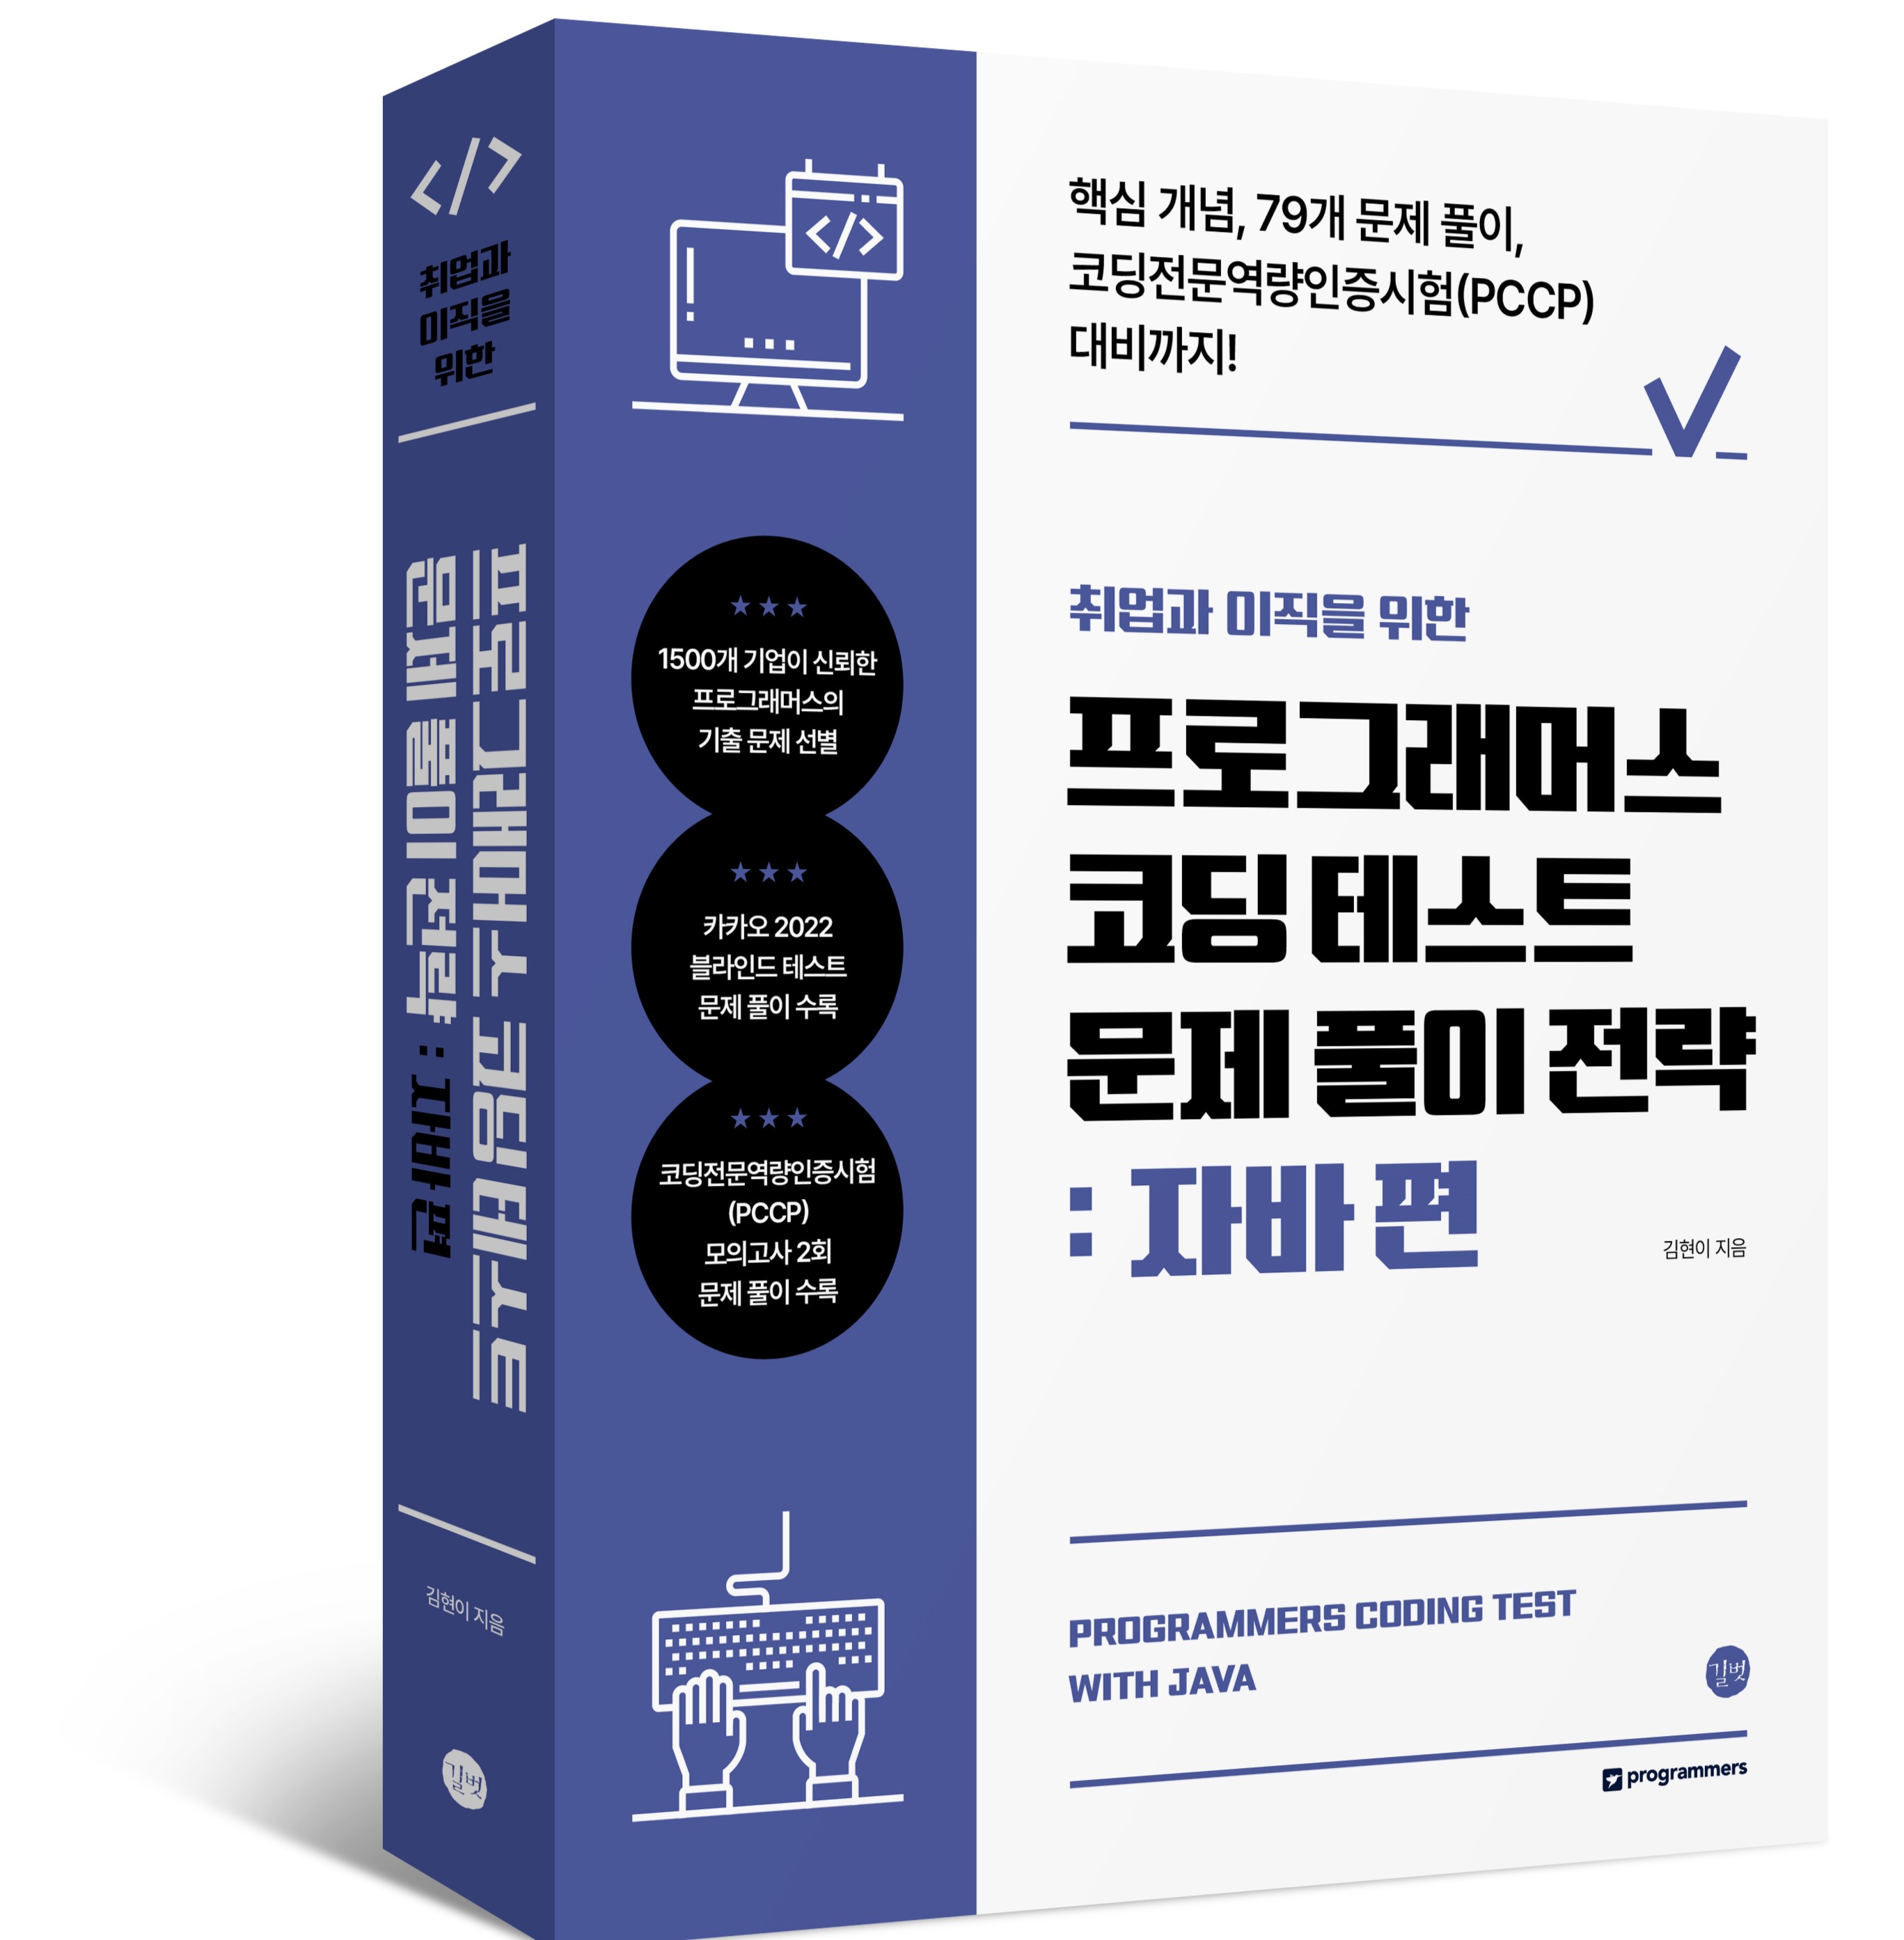 </>
취업과
이직을
위한
프로그래머스 코딩 테스트
문제 풀이 전략 : 자바 편
김현이 지음
길벗
</>
1500개 기업이 신뢰한
프로그래머스의
기출 문제 선별
카카오 2022
블라인드 테스트
문제 풀이 수록
코딩전문역량인증시험
(PCCP)
모의고사 2회
문제 풀이 수록
핵심 개념, 79개 문제 풀이,
코딩전문역량인증시험(PCCP)
대비까지!
취업과 이직을 위한
프로그래머스
코딩 테스트
문제 풀이 전략
: 자바 편
김현이 지음
PROGRAMMERS CODING TEST
WITH JAVA
길벗
programmers